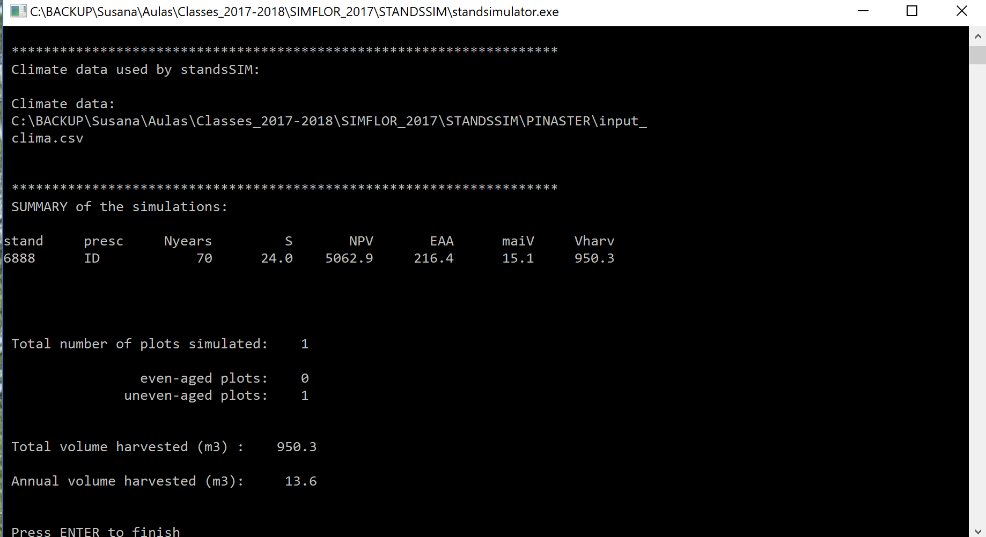 C:\BACKUP\Susana\Aulas\Classes_2017-2018\SIMFLOR_2017\STANDSSIM\standsimulator.exe
********************************************************************
Climate data used by standsSIM:
Climate data:
C:\BACKUP\Susana\Aulas\Classes_2017-2018\SIMFLOR_2017\STANDSSIM\PINASTER\input_
clima.csv
********************************************************************
SUMMARY of the simulations:
stand presc Nyears S NPV EAA maiV Vharv
6888 ID 70 24.0 5062.9 216.4 15.1 950.3
Total number of plots simulated: 1
even-aged plots: 0
uneven-aged plots: 1
Total volume harvested (m3) : 950.3
Annual volume harvested (m3): 13.6
Press ENTER to finish